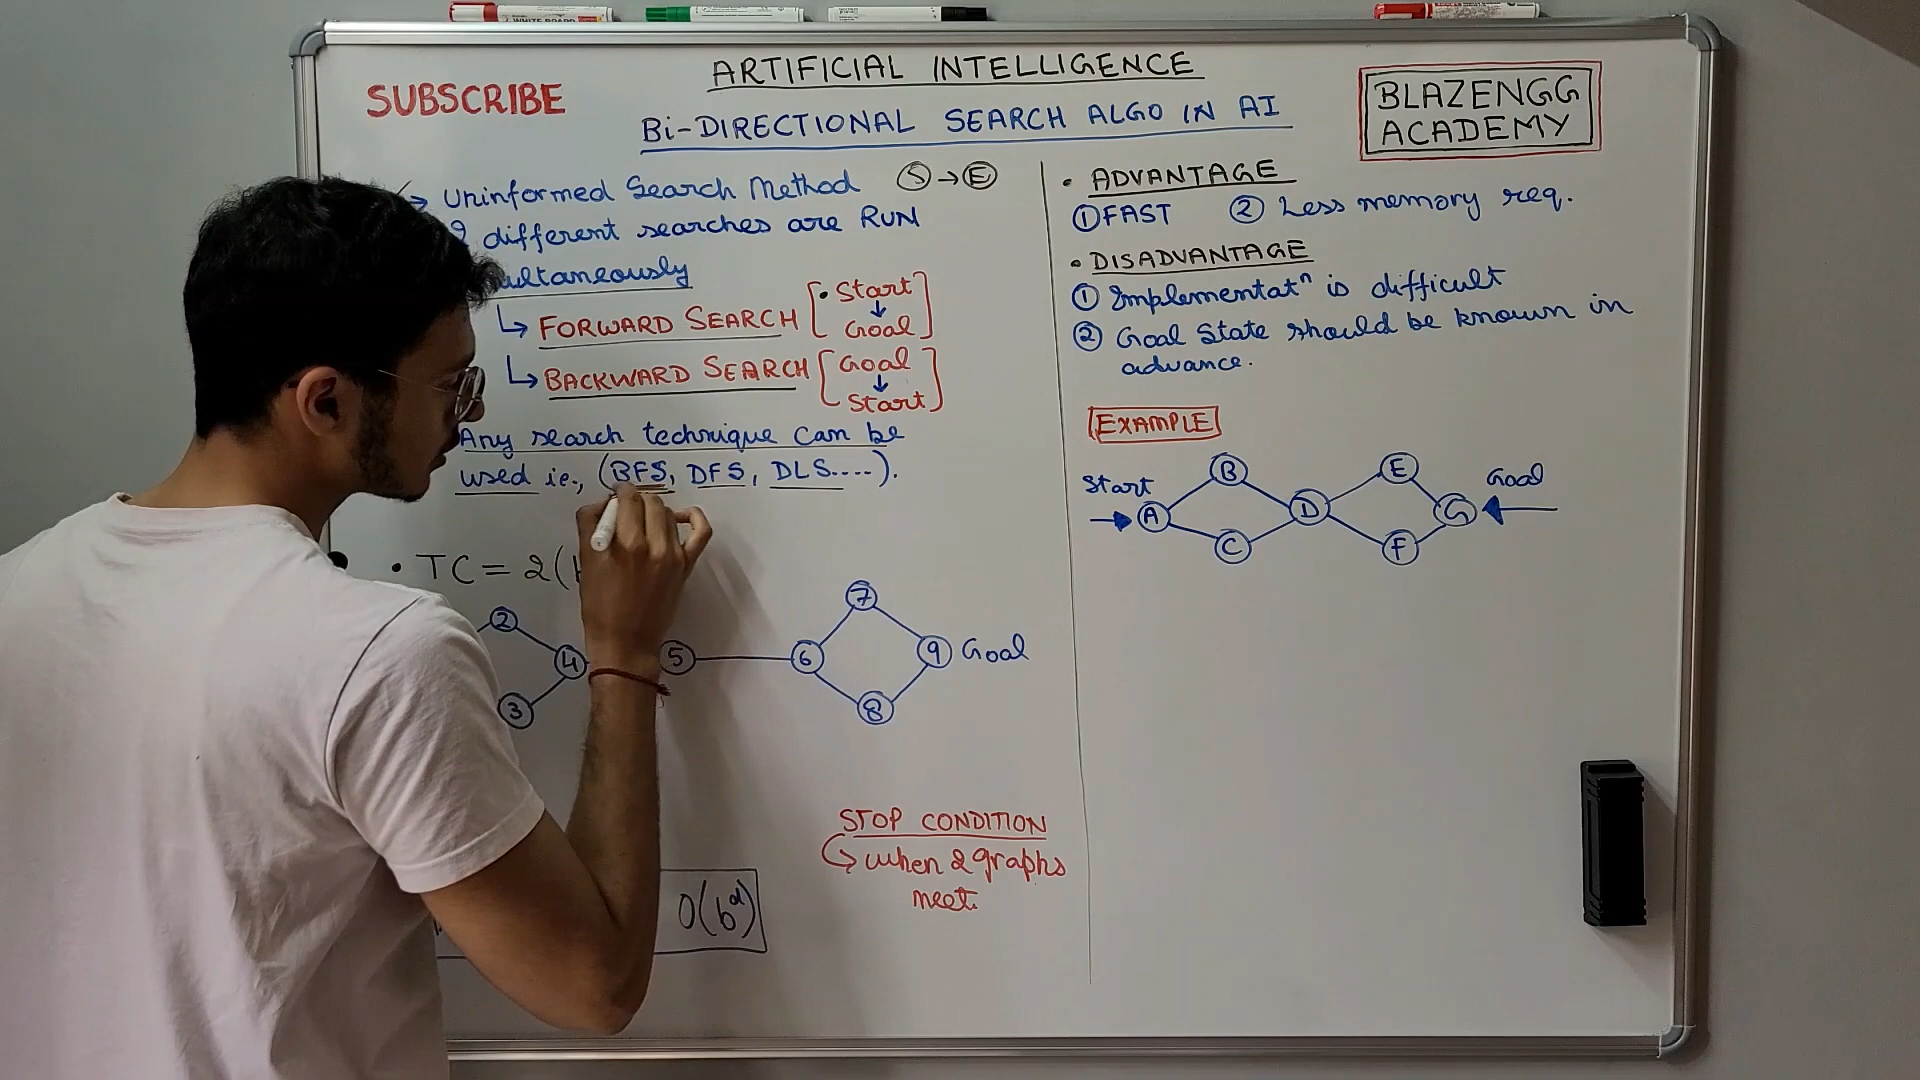 ARTIFICIAL INTELLIGENCE
SUBSCRIBE
Bi-DIRECTIONAL SEARCH ALGO IN AI
BLAZENGG
ACADEMY
Uninformed Search Method S → E
2 different searches are RUN
ultaneously
FORWARD SEARCH [• Start ↓ Goal]
BACKWARD SEARCH [Goal ↓ Start]
Any search technique can be
used ie., (BFS, DFS, DLS....).
• TC = 2(
2
4
3
5
6
7
8
9 Goal
STOP CONDITION
when 2 graphs
meet.
O(b^d)
• ADVANTAGE
① FAST ② Less memory req.
• DISADVANTAGE
① Implementatⁿ is difficult
② Goal State should be known in
advance.
EXAMPLE
Start
A
B
C
D
E
F
G
Goal